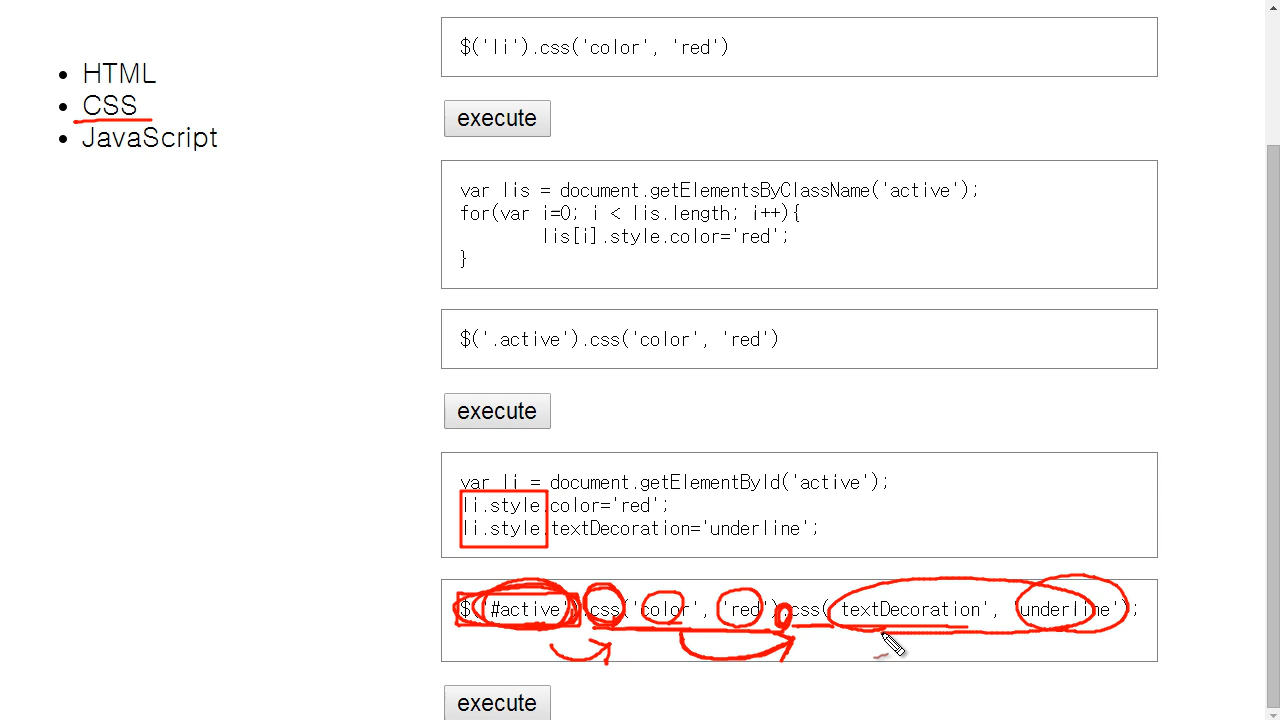 HTML
CSS
JavaScript
$('li').css('color', 'red')
execute
var lis = document.getElementsByClassName('active');
for(var i=0; i < lis.length; i++){
lis[i].style.color='red';
}
$('.active').css('color', 'red')
execute
var li = document.getElementById('active');
li.style.color='red';
li.style.textDecoration='underline';
$('#active').css('color', 'red').css('textDecoration', 'underline');
execute